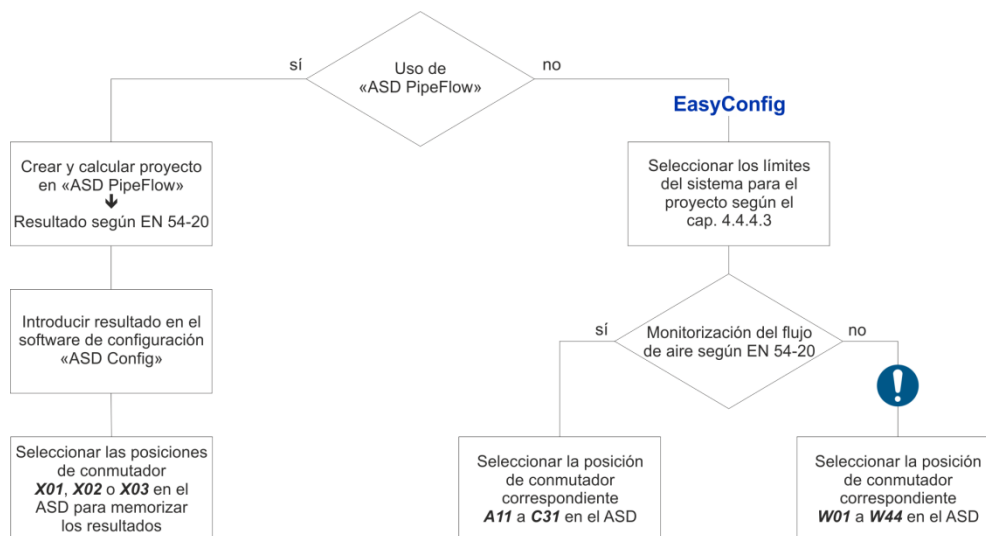 Uso de
«ASD PipeFlow»
sí
no
EasyConfig
Crear y calcular proyecto
en «ASD PipeFlow»
Resultado según EN 54-20
Introducir resultado en el
software de configuración
«ASD Config»
Seleccionar las posiciones
de conmutador
X01, X02 o X03 en el
ASD para memorizar
los resultados
Seleccionar los límites
del sistema para el
proyecto según el
cap. 4.4.4.3
sí
Monitorización del flujo
de aire según EN 54-20
no
Seleccionar la posición
de conmutador
correspondiente
A11 a C31 en el ASD
Seleccionar la posición
de conmutador
correspondiente
W01 a W44 en el ASD